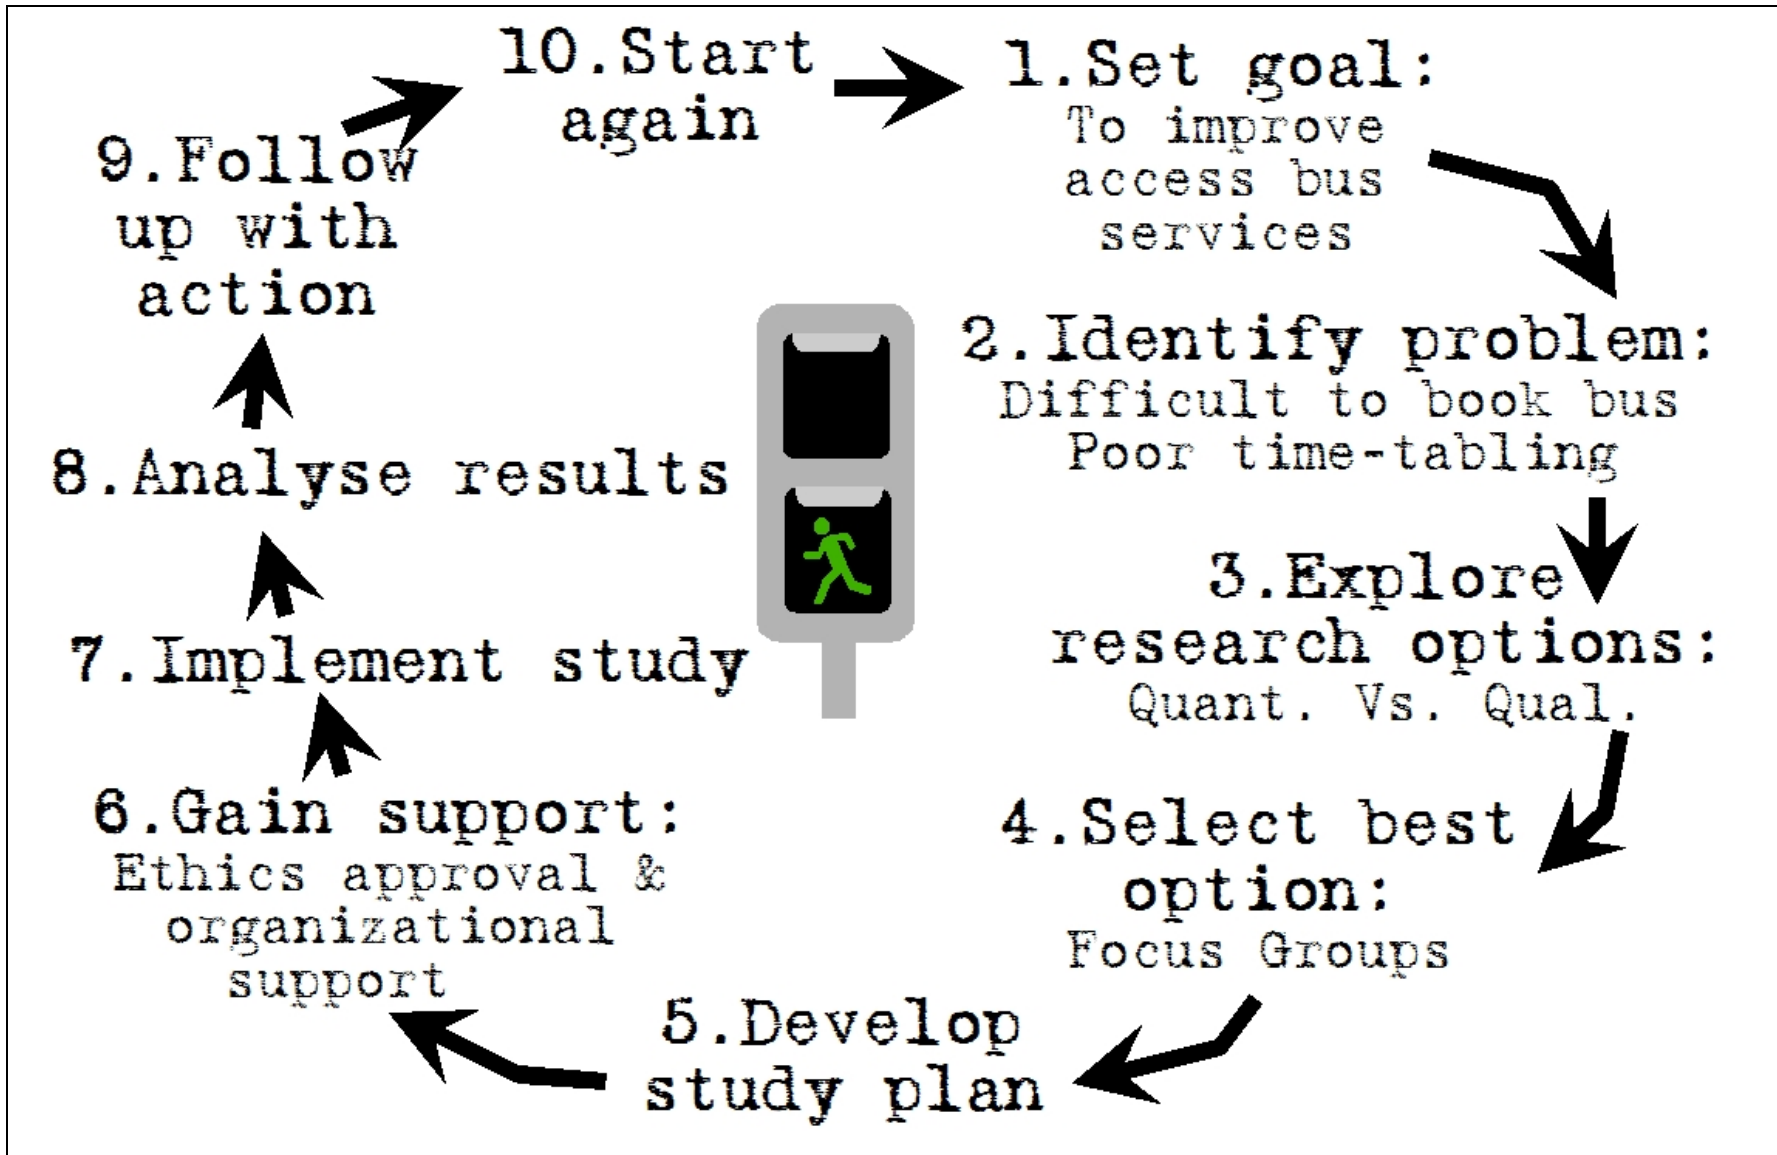 1.Set goal:
To improve
access bus
services
2.Identify problem:
Difficult to book bus
Poor time-tabling
3.Explore
research options:
Quant. Vs. Qual.
4.Select best
option:
Focus Groups
5.Develop
study plan
6.Gain support:
Ethics approval &
organizational
support
7.Implement study
8.Analyse results
9.Follow
up with
action
10.Start
again